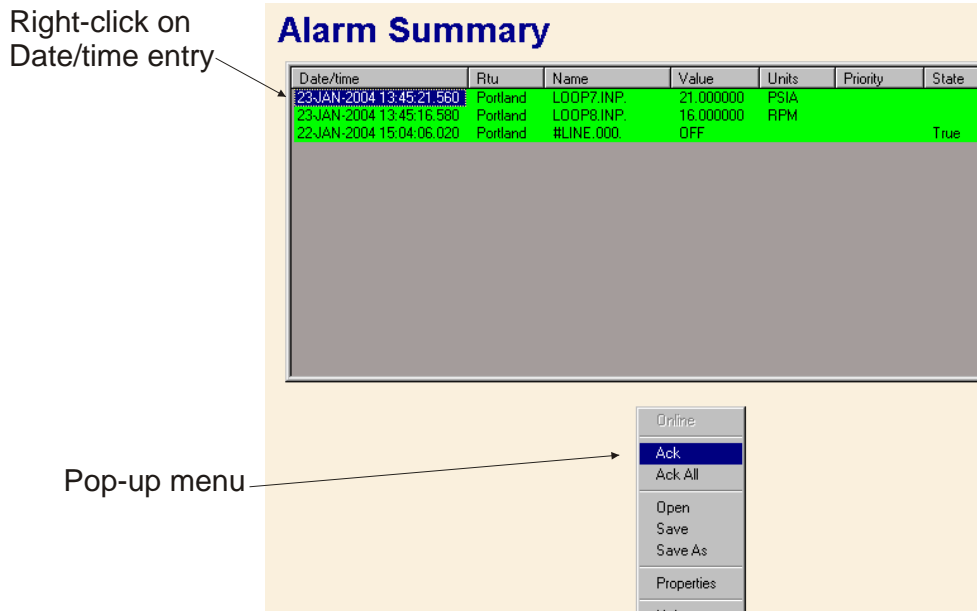 Right-click on
Date/time entry
Alarm Summary
Date/time Rtu Name Value Units Priority State
23-JAN-2004 13:45:21.560 Portland LOOP7.INP. 21.000000 PSIA
23-JAN-2004 13:45:16.580 Portland LOOP8.INP. 16.000000 RPM
22-JAN-2004 15:04:06.020 Portland #LINE.000. OFF True
Pop-up menu
Online
Ack
Ack All
Open
Save
Save As
Properties